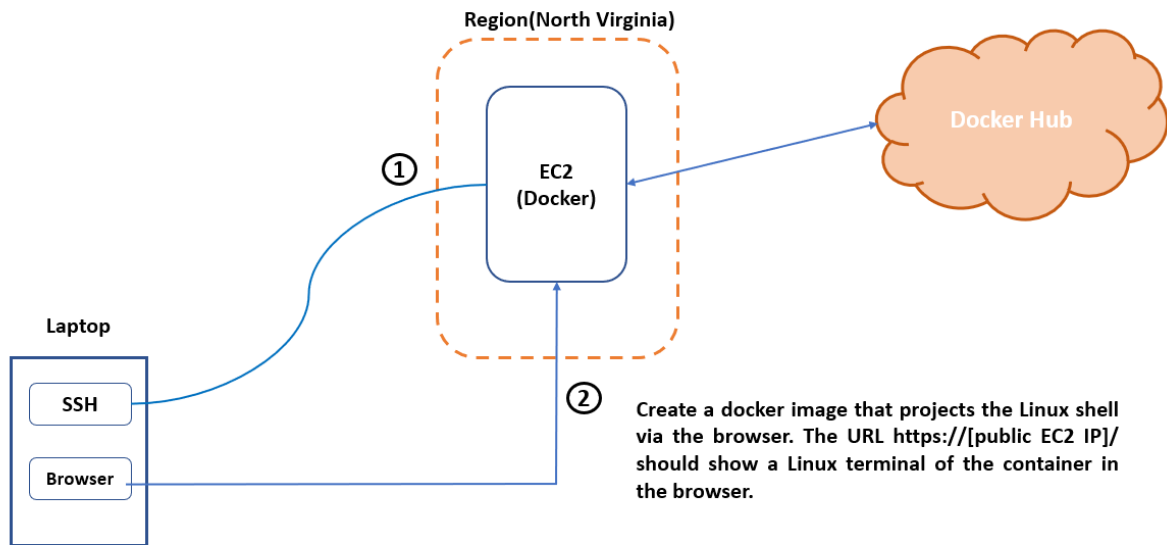 Region(North Virginia)
Docker Hub
1
EC2
(Docker)
Laptop
SSH
2
Browser
Create a docker image that projects the Linux shell
via the browser. The URL https://[public EC2 IP]/
should show a Linux terminal of the container in
the browser.